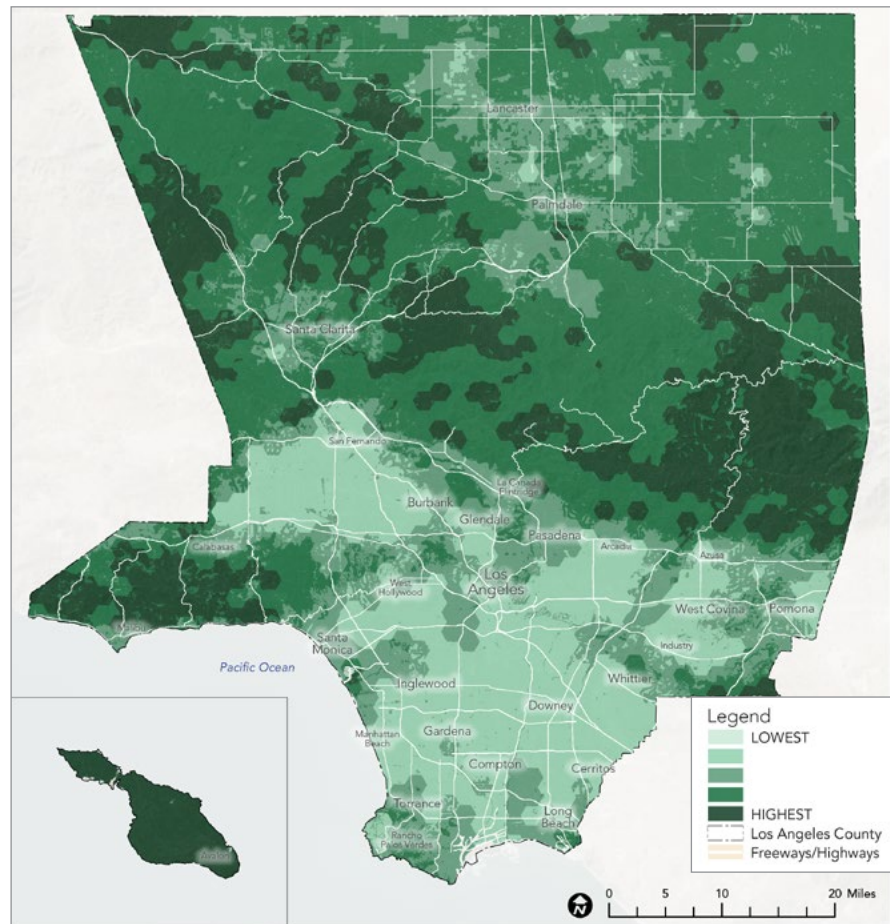 Lancaster
Palmdale
Santa Clarita
San Fernando
La Canada
Flintridge
Burbank
Glendale
Pasadena
Calabasas
Arcadia
Azusa
West
Hollywood
Los
Angeles
West Covina
Pomona
Malibu
Santa
Monica
Industry
Pacific Ocean
Inglewood
Whittier
Downey
Manhattan
Beach
Gardena
Compton
Cerritos
Torrance
Long
Beach
Rancho
Palos Verdes
Avalon
Legend
LOWEST
HIGHEST
Los Angeles County
Freeways/Highways
N
0 5 10 20 Miles